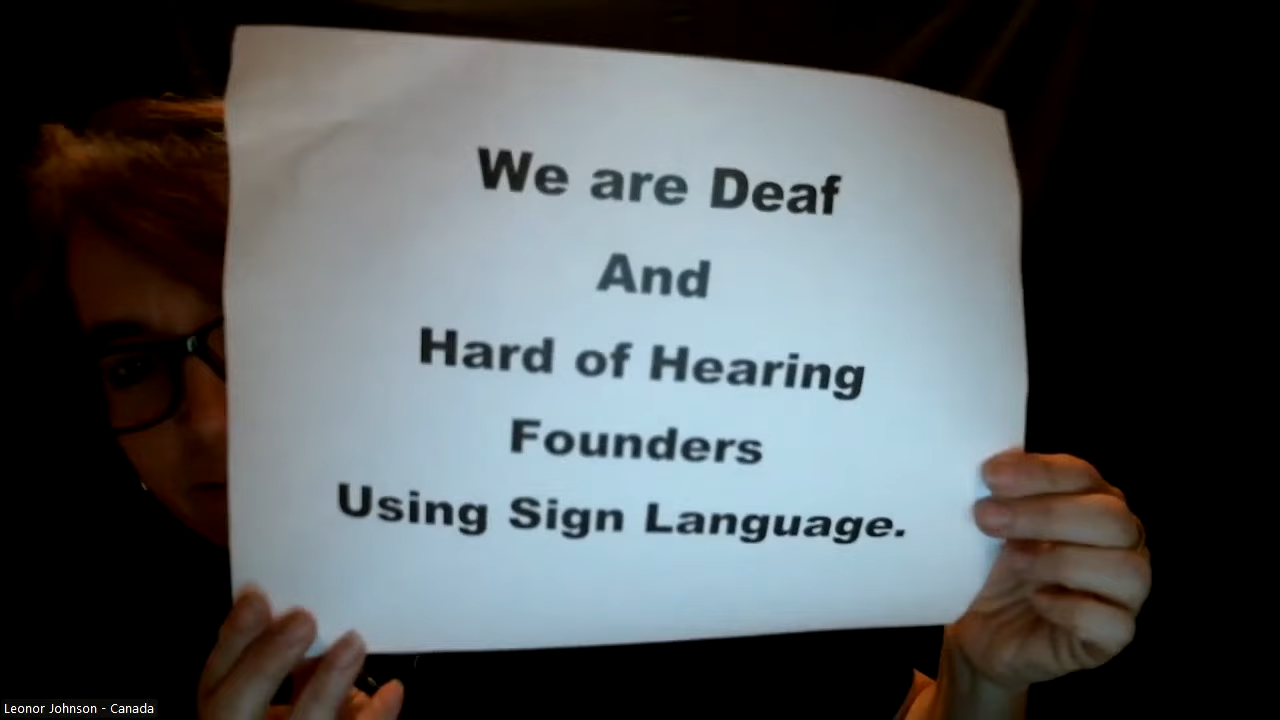 We are Deaf
And
Hard of Hearing
Founders
Using Sign Language.
Leonor Johnson - Canada